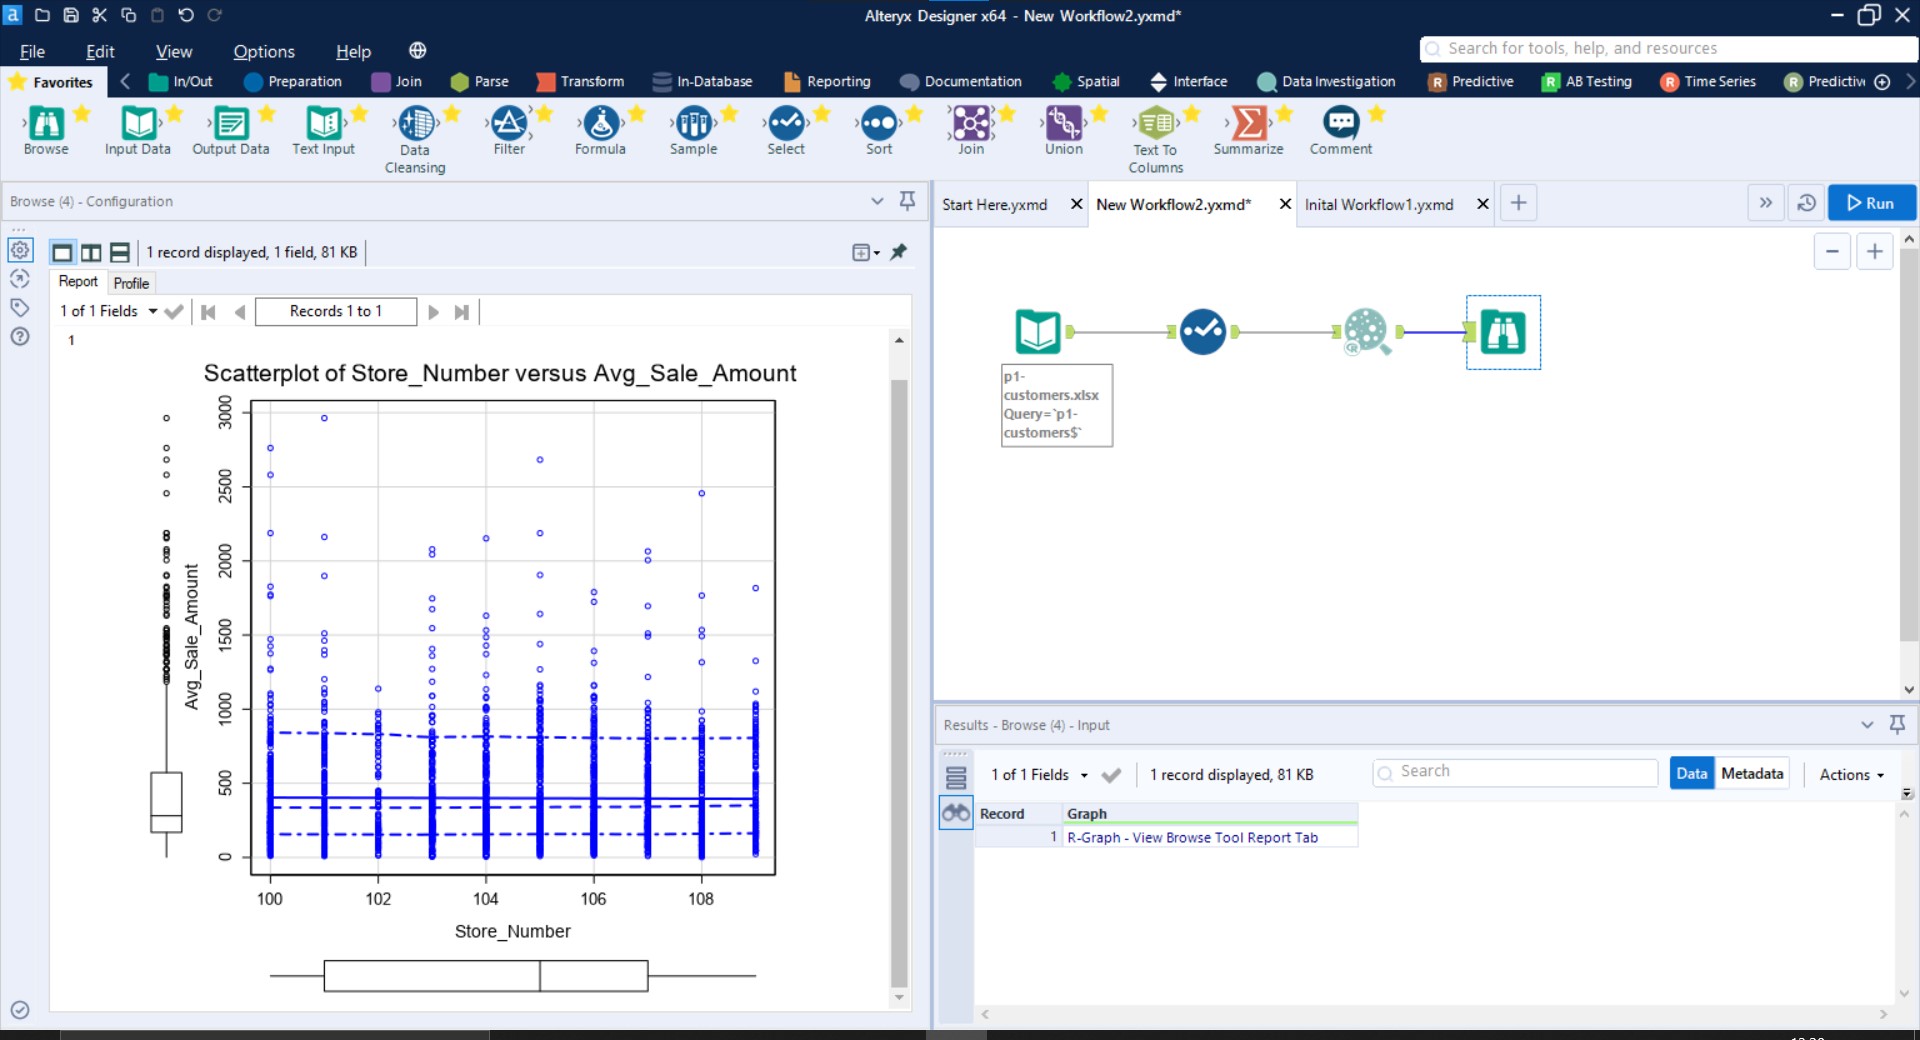 Alteryx Designer x64 - New Workflow2.yxmd*
File Edit View Options Help
Search for tools, help, and resources
Favorites In/Out Preparation Join Parse Transform In-Database Reporting Documentation Spatial Interface Data Investigation Predictive AB Testing Time Series Predictiv
Browse Input Data Output Data Text Input Data Cleansing Filter Formula Sample Select Sort Join Union Text To Columns Summarize Comment
Browse (4) - Configuration
Start Here.yxmd New Workflow2.yxmd* Inital Workflow1.yxmd
Run
1 record displayed, 1 field, 81 KB
Report Profile
1 of 1 Fields Records 1 to 1
1
Scatterplot of Store_Number versus Avg_Sale_Amount
Avg_Sale_Amount
3000
2500
2000
1500
1000
500
0
100 102 104 106 108
Store_Number
p1-
customers.xlsx
Query=`p1-
customers$`
Results - Browse (4) - Input
1 of 1 Fields 1 record displayed, 81 KB Search Data Metadata Actions
Record Graph
1 R-Graph - View Browse Tool Report Tab